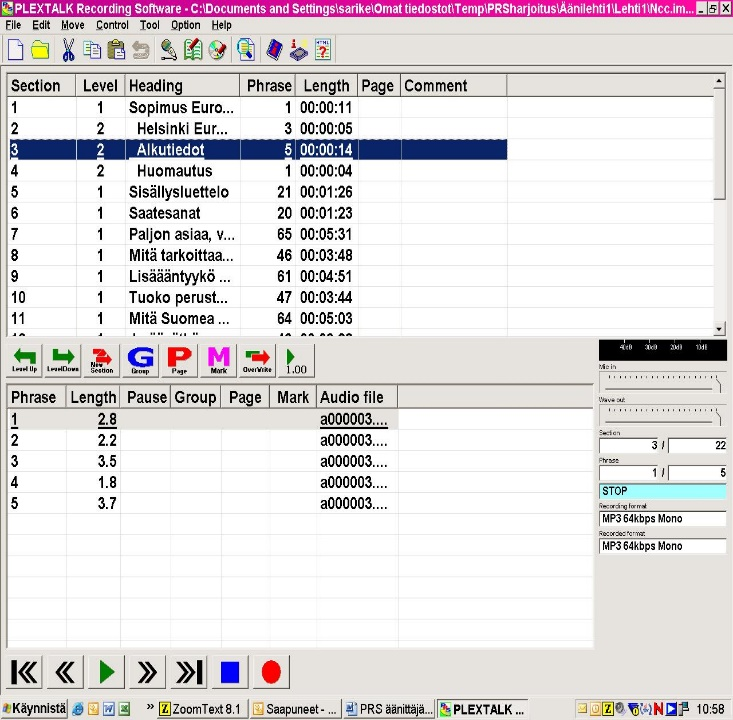 PLEXTALK Recording Software - C:\Documents and Settings\sarike\Omat tiedostot\Temp\PRSharjoitus\Äänilehti1\Lehti1\Ncc.im...
File Edit Move Control Tool Option Help
Section Level Heading Phrase Length Page Comment
1 1 Sopimus Euro... 1 00:00:11
2 2 Helsinki Eur... 3 00:00:05
3 2 Alkutiedot 5 00:00:14
4 2 Huomautus 1 00:00:04
5 1 Sisällysluettelo 21 00:01:26
6 1 Saatesanat 20 00:01:23
7 1 Paljon asiaa, v... 65 00:05:31
8 1 Mitä tarkoittaa... 46 00:03:48
9 1 Lisääntyykö ... 61 00:04:51
10 1 Tuoko perust... 47 00:03:44
11 1 Mitä Suomea ... 64 00:05:03
Level Up LevelDown New Section G Group P Page M Mark OverWrite 1.00
40dB 30dB 20dB 10dB
Mic in
Wave out
Section
3 / 22
Phrase
1 / 5
STOP
Recording format
MP3 64kbps Mono
Recorded format
MP3 64kbps Mono
Phrase Length Pause Group Page Mark Audio file
1 2.8 a000003....
2 2.2 a000003....
3 3.5 a000003....
4 1.8 a000003....
5 3.7 a000003....
Käynnistä » ZoomText 8.1 Saapuneet - ... PRS äänittäjä... PLEXTALK ... 10:58